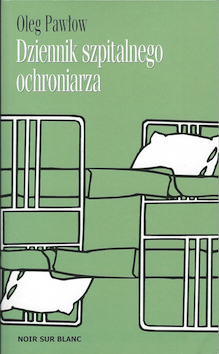 Oleg Pawłow
Dziennik szpitalnego
ochroniarza
NOIR SUR BLANC